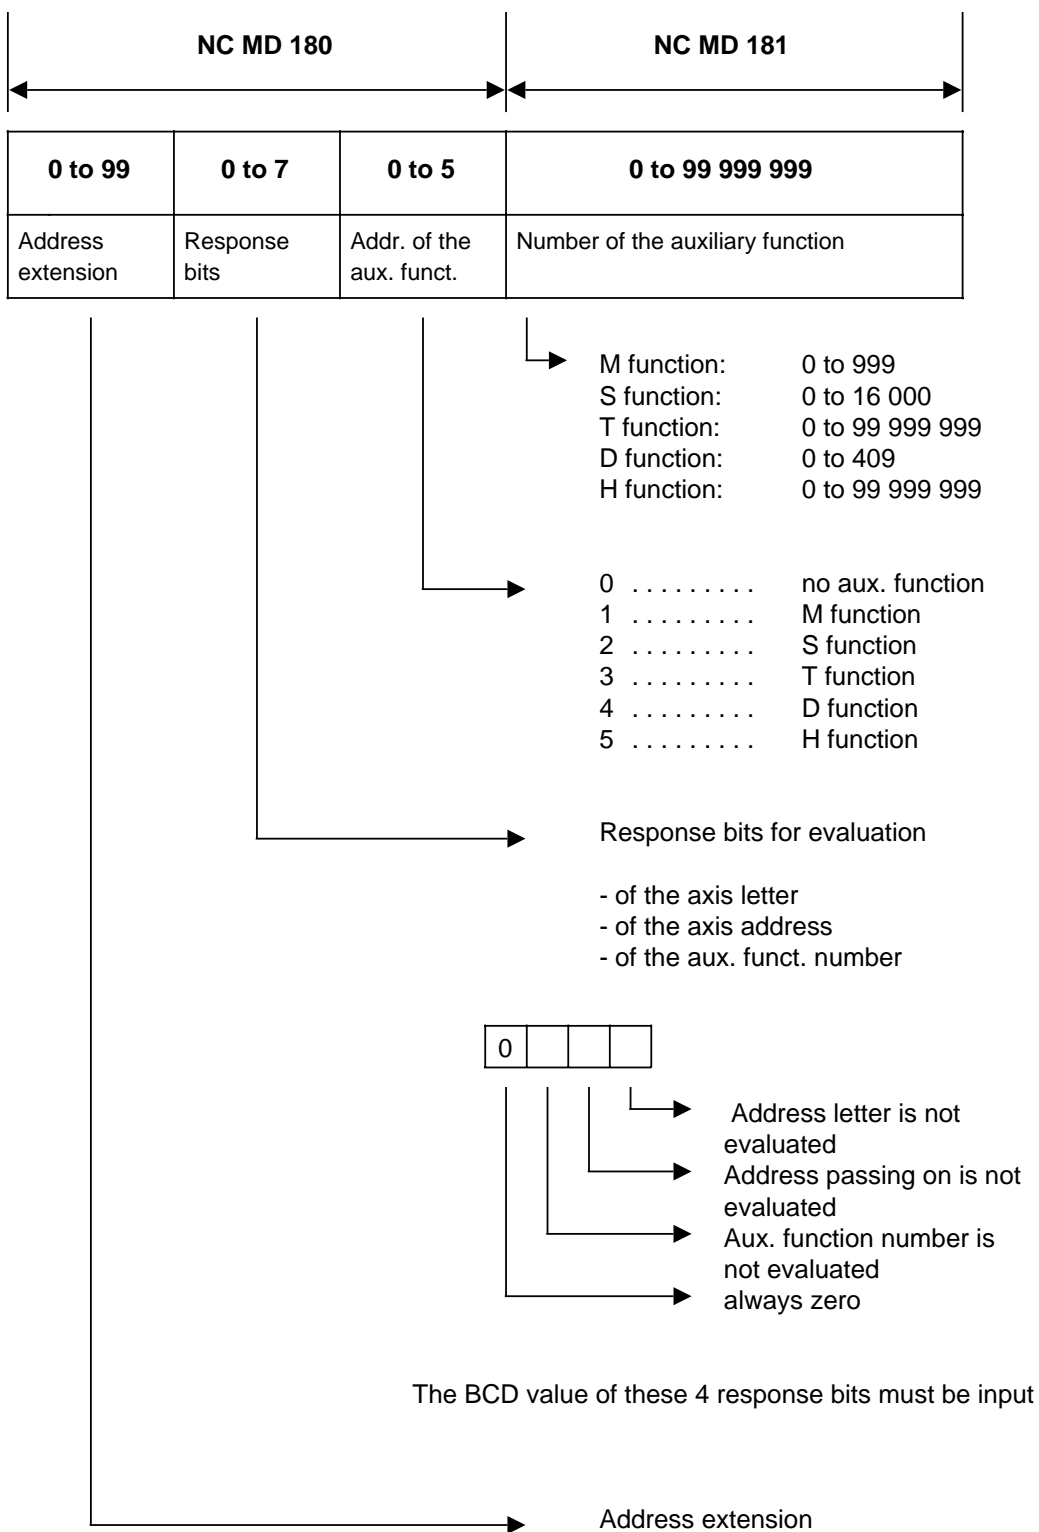 NC MD 180 NC MD 181
0 to 99 0 to 7 0 to 5 0 to 99 999 999
Address extension Response bits Addr. of the aux. funct. Number of the auxiliary function
M function: 0 to 999
S function: 0 to 16 000
T function: 0 to 99 999 999
D function: 0 to 409
H function: 0 to 99 999 999
0 . . . . . . . . . no aux. function
1 . . . . . . . . . M function
2 . . . . . . . . . S function
3 . . . . . . . . . T function
4 . . . . . . . . . D function
5 . . . . . . . . . H function
Response bits for evaluation
- of the axis letter
- of the axis address
- of the aux. funct. number
0
Address letter is not
evaluated
Address passing on is not
evaluated
Aux. function number is
not evaluated
always zero
The BCD value of these 4 response bits must be input
Address extension